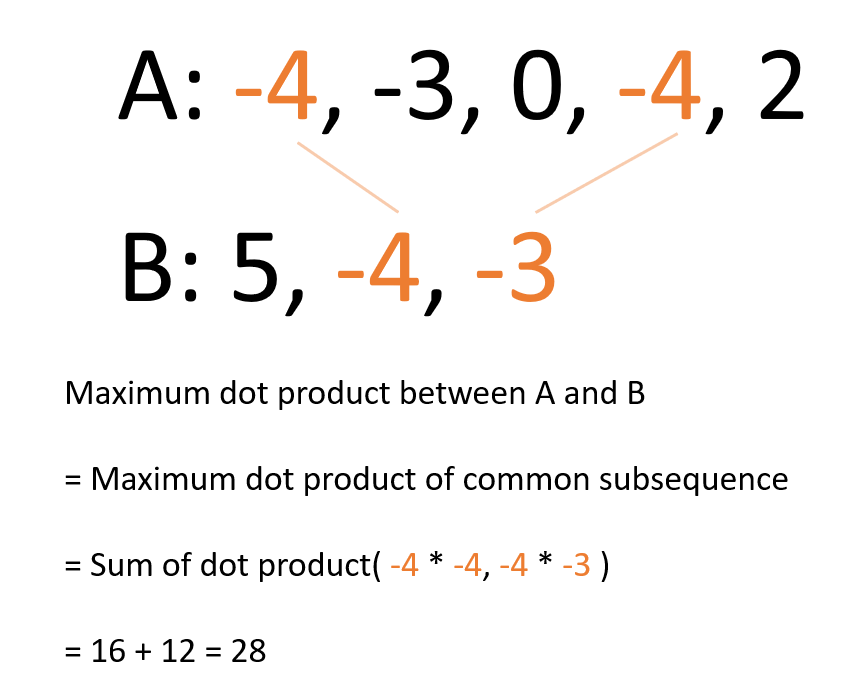 A: -4, -3, 0, -4, 2
B: 5, -4, -3
Maximum dot product between A and B
= Maximum dot product of common subsequence
= Sum of dot product( -4 * -4, -4 * -3 )
= 16 + 12 = 28